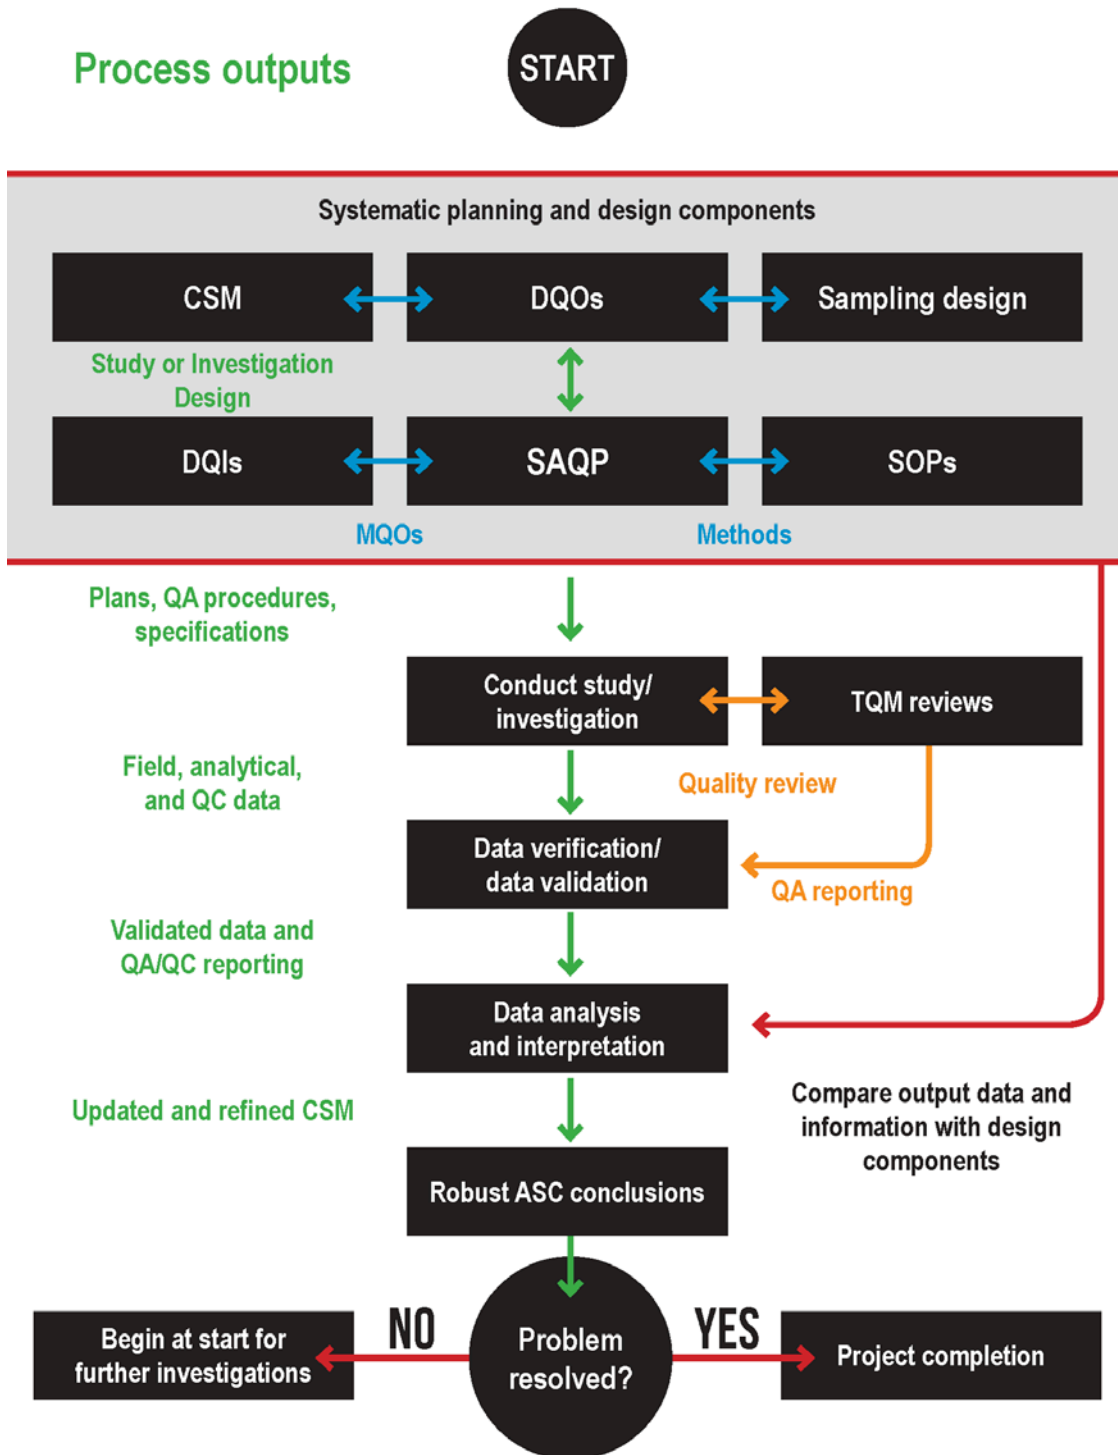 Process outputs
START
Systematic planning and design components
CSM
DQOs
Sampling design
Study or Investigation
Design
DQIs
SAQP
SOPs
MQOs
Methods
Plans, QA procedures,
specifications
Conduct study/
investigation
TQM reviews
Field, analytical,
and QC data
Quality review
Data verification/
data validation
QA reporting
Validated data and
QA/QC reporting
Data analysis
and interpretation
Updated and refined CSM
Compare output data and
information with design
components
Robust ASC conclusions
Problem
resolved?
NO
YES
Begin at start for
further investigations
Project completion